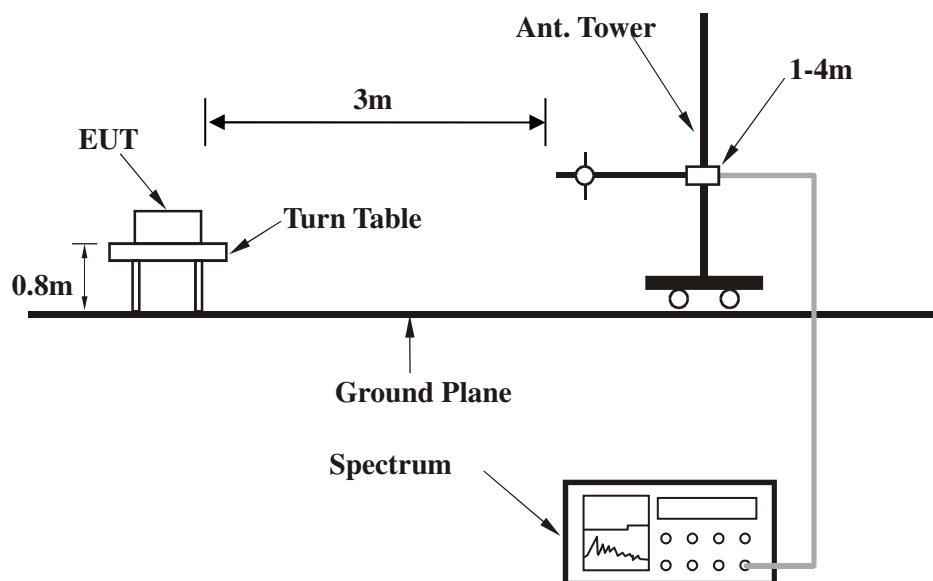 Ant. Tower
1-4m
3m
EUT
Turn Table
0.8m
Ground Plane
Spectrum